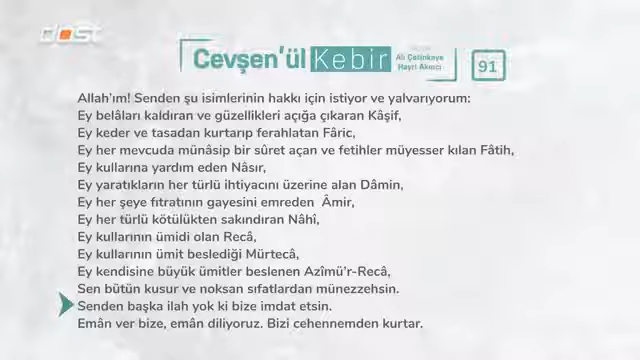 dost
Cevşen'ül Kebir
Ali Çetinkaya
Hayri Akıncı
91
Allah'ım! Senden şu isimlerinin hakkı için istiyor ve yalvarıyorum:
Ey belâları kaldıran ve güzellikleri açığa çıkaran Kâşif,
Ey keder ve tasadan kurtarıp ferahlatan Fâric,
Ey her mevcuda münâsip bir sûret açan ve fetihler müyesser kılan Fâtih,
Ey kullarına yardım eden Nâsır,
Ey yaratıkların her türlü ihtiyacını üzerine alan Dâmin,
Ey her şeye fıtratının gayesini emreden Âmir,
Ey her türlü kötülükten sakındıran Nâhî,
Ey kullarının ümidi olan Recâ,
Ey kullarının ümit beslediği Mürtecâ,
Ey kendisine büyük ümitler beslenen Azîmü'r-Recâ,
Sen bütün kusur ve noksan sıfatlardan münezzehsin.
Senden başka ilah yok ki bize imdat etsin.
Emân ver bize, emân diliyoruz. Bizi cehennemden kurtar.